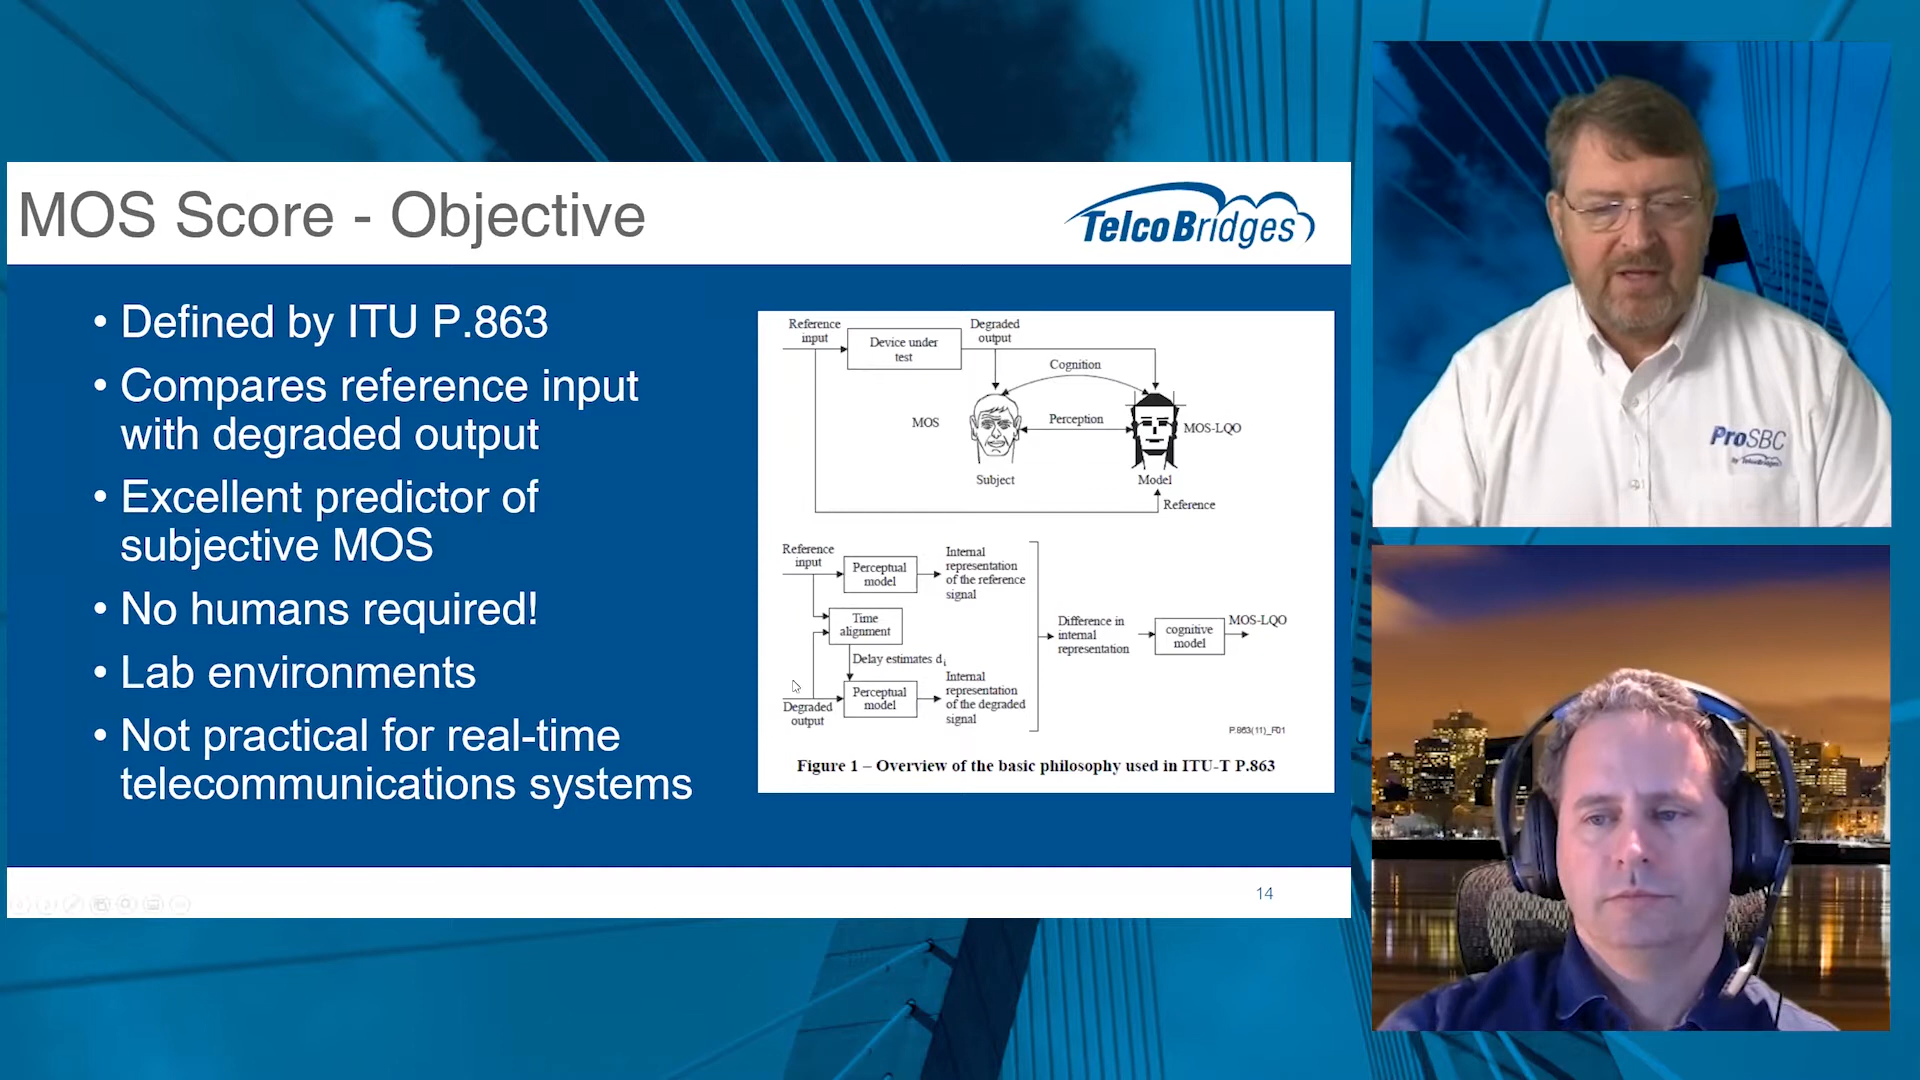 MOS Score - Objective
TelcoBridges
• Defined by ITU P.863
• Compares reference input
with degraded output
• Excellent predictor of
subjective MOS
• No humans required!
• Lab environments
• Not practical for real-time
telecommunications systems
Reference
input
Device under
test
Degraded
output
Cognition
MOS
Perception
MOS-LQO
Subject
Model
Reference
Reference
input
Perceptual
model
Internal
representation
of the reference
signal
Time
alignment
Delay estimates di
Difference in
internal
representation
cognitive
model
MOS-LQO
Degraded
output
Perceptual
model
Internal
representation
of the degraded
signal
P.863(11)_F01
Figure 1 – Overview of the basic philosophy used in ITU-T P.863
14
ProSBC
by TelcoBridges